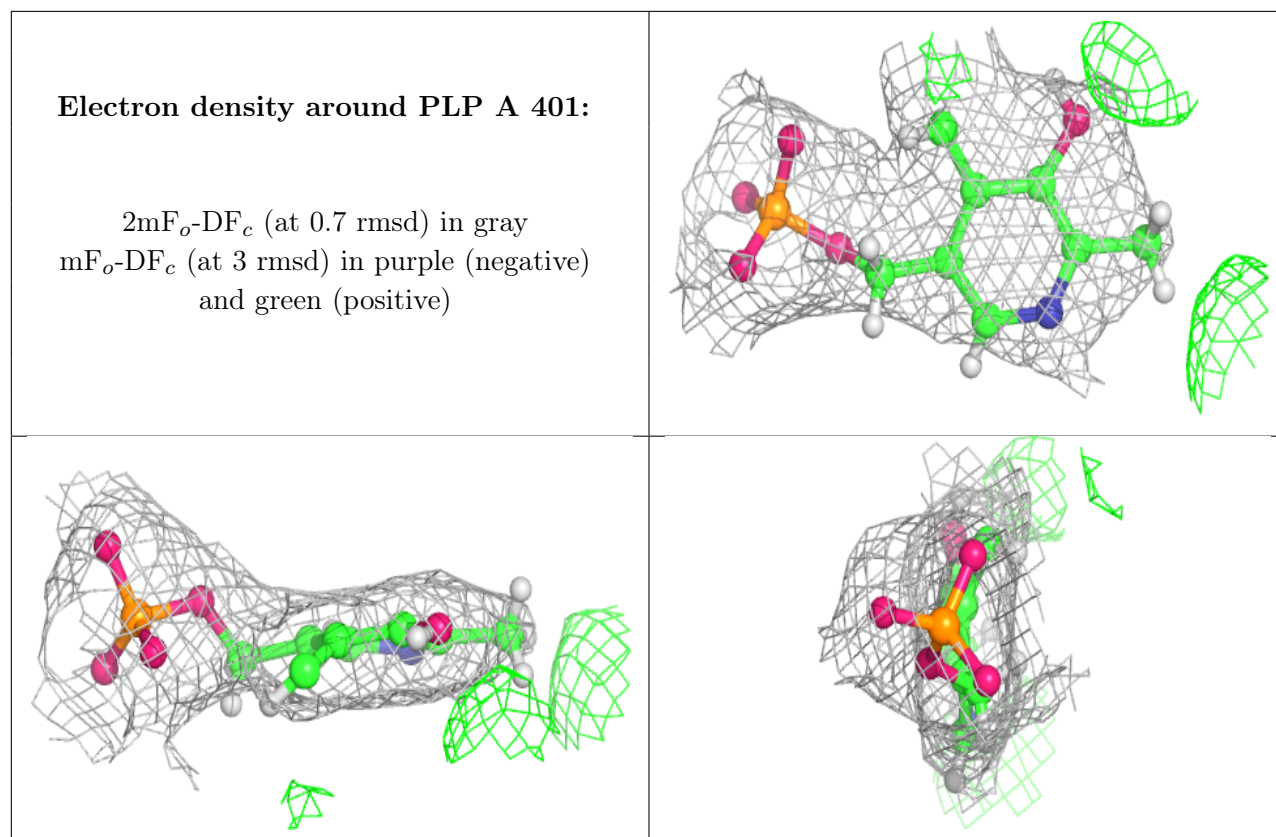 Electron density around PLP A 401:
2mFo-DFc (at 0.7 rmsd) in gray
mFo-DFc (at 3 rmsd) in purple (negative)
and green (positive)